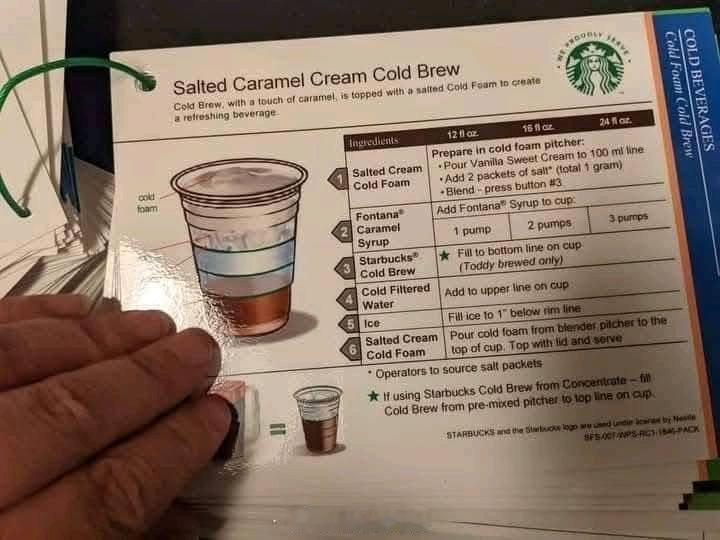 WE PROUDLY SERVE
COLD BEVERAGES
Cold Foam Cold Brew
Salted Caramel Cream Cold Brew
Cold Brew, with a touch of caramel, is topped with a salted Cold Foam to create
a refreshing beverage.
cold
foam
Ingredients 12 fl oz. 16 fl oz. 24 fl oz.
1 Salted Cream
Cold Foam
Prepare in cold foam pitcher:
• Pour Vanilla Sweet Cream to 100 ml line
• Add 2 packets of salt* (total 1 gram)
• Blend - press button #3
2 Fontana®
Caramel
Syrup
Add Fontana® Syrup to cup:
1 pump 2 pumps 3 pumps
3 Starbucks®
Cold Brew
★ Fill to bottom line on cup
(Toddy brewed only)
4 Cold Filtered
Water
Add to upper line on cup
5 Ice
Fill ice to 1" below rim line
6 Salted Cream
Cold Foam
Pour cold foam from blender pitcher to the
top of cup. Top with lid and serve
* Operators to source salt packets
★ If using Starbucks Cold Brew from Concentrate – fill
Cold Brew from pre-mixed pitcher to top line on cup.
=
STARBUCKS and the Starbucks logo are used under license by Nestlé